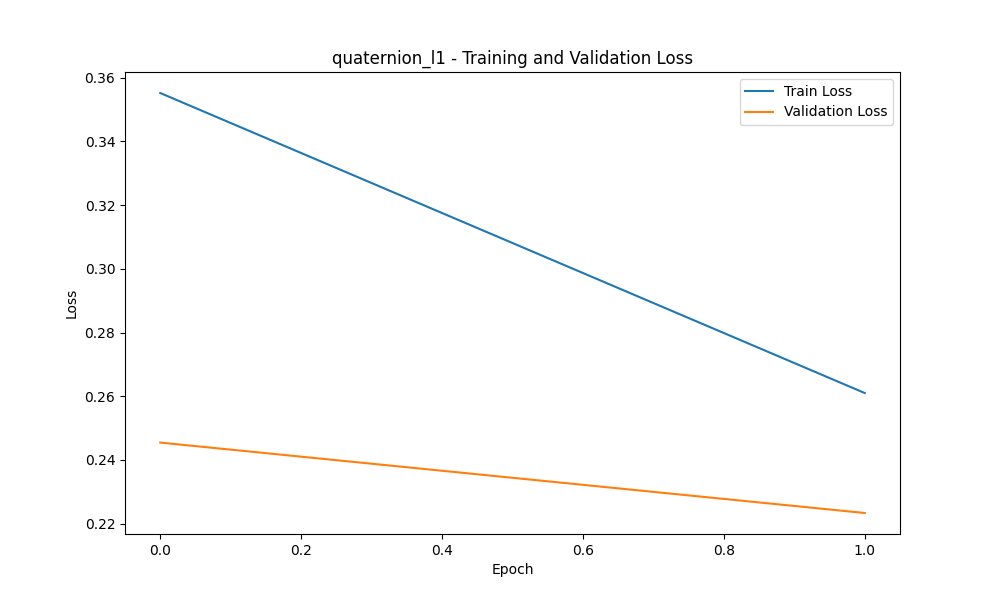 quaternion_l1 - Training and Validation Loss
Train Loss
Validation Loss
0.36
0.34
0.32
0.30
0.28
0.26
0.24
0.22
Loss
0.0 0.2 0.4 0.6 0.8 1.0
Epoch